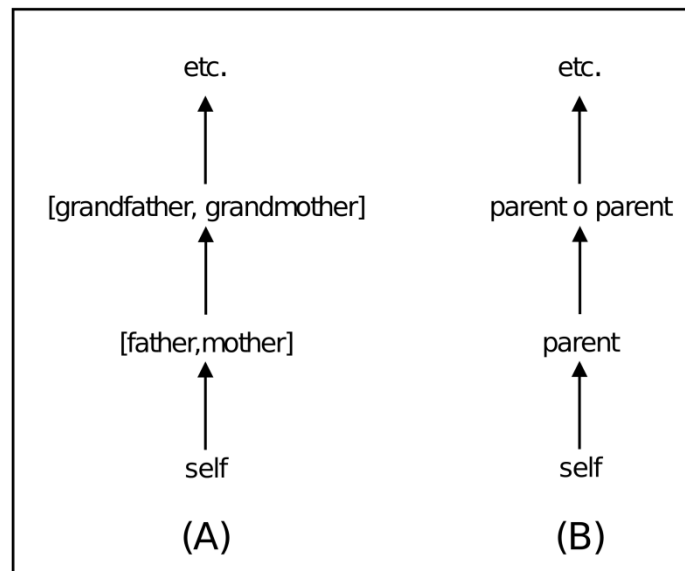 etc.
[grandfather, grandmother]
[father,mother]
self
(A)
etc.
parent o parent
parent
self
(B)